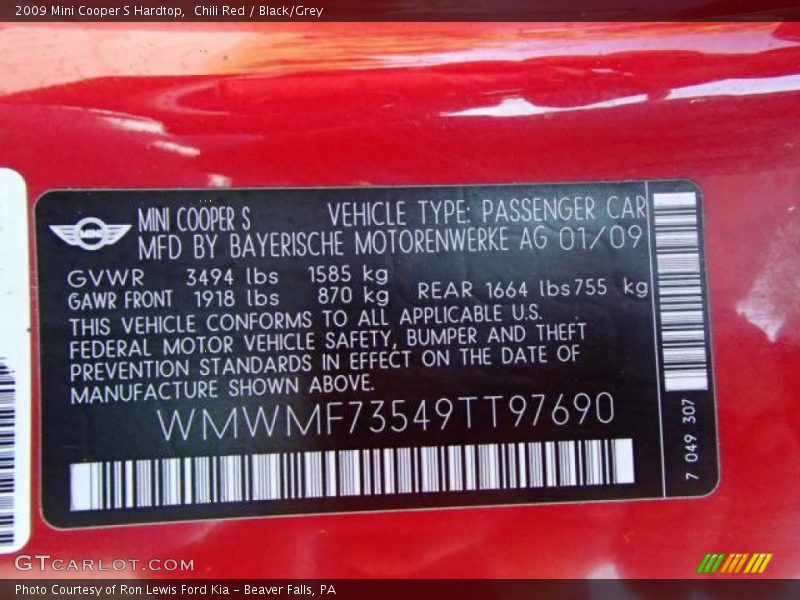 2009 Mini Cooper S Hardtop,  Chili Red / Black/Grey
MINI COOPER S VEHICLE TYPE: PASSENGER CAR
MINI
MFD BY BAYERISCHE MOTORENWERKE AG 01/09
GVWR 3494 lbs 1585 kg
GAWR FRONT 1918 lbs 870 kg REAR 1664 lbs 755 kg
THIS VEHICLE CONFORMS TO ALL APPLICABLE U.S.
FEDERAL MOTOR VEHICLE SAFETY, BUMPER AND THEFT
PREVENTION STANDARDS IN EFFECT ON THE DATE OF
MANUFACTURE SHOWN ABOVE.
WMWMF73549TT97690
7 049 307
GTCARLOT.COM
Photo Courtesy of Ron Lewis Ford Kia - Beaver Falls, PA